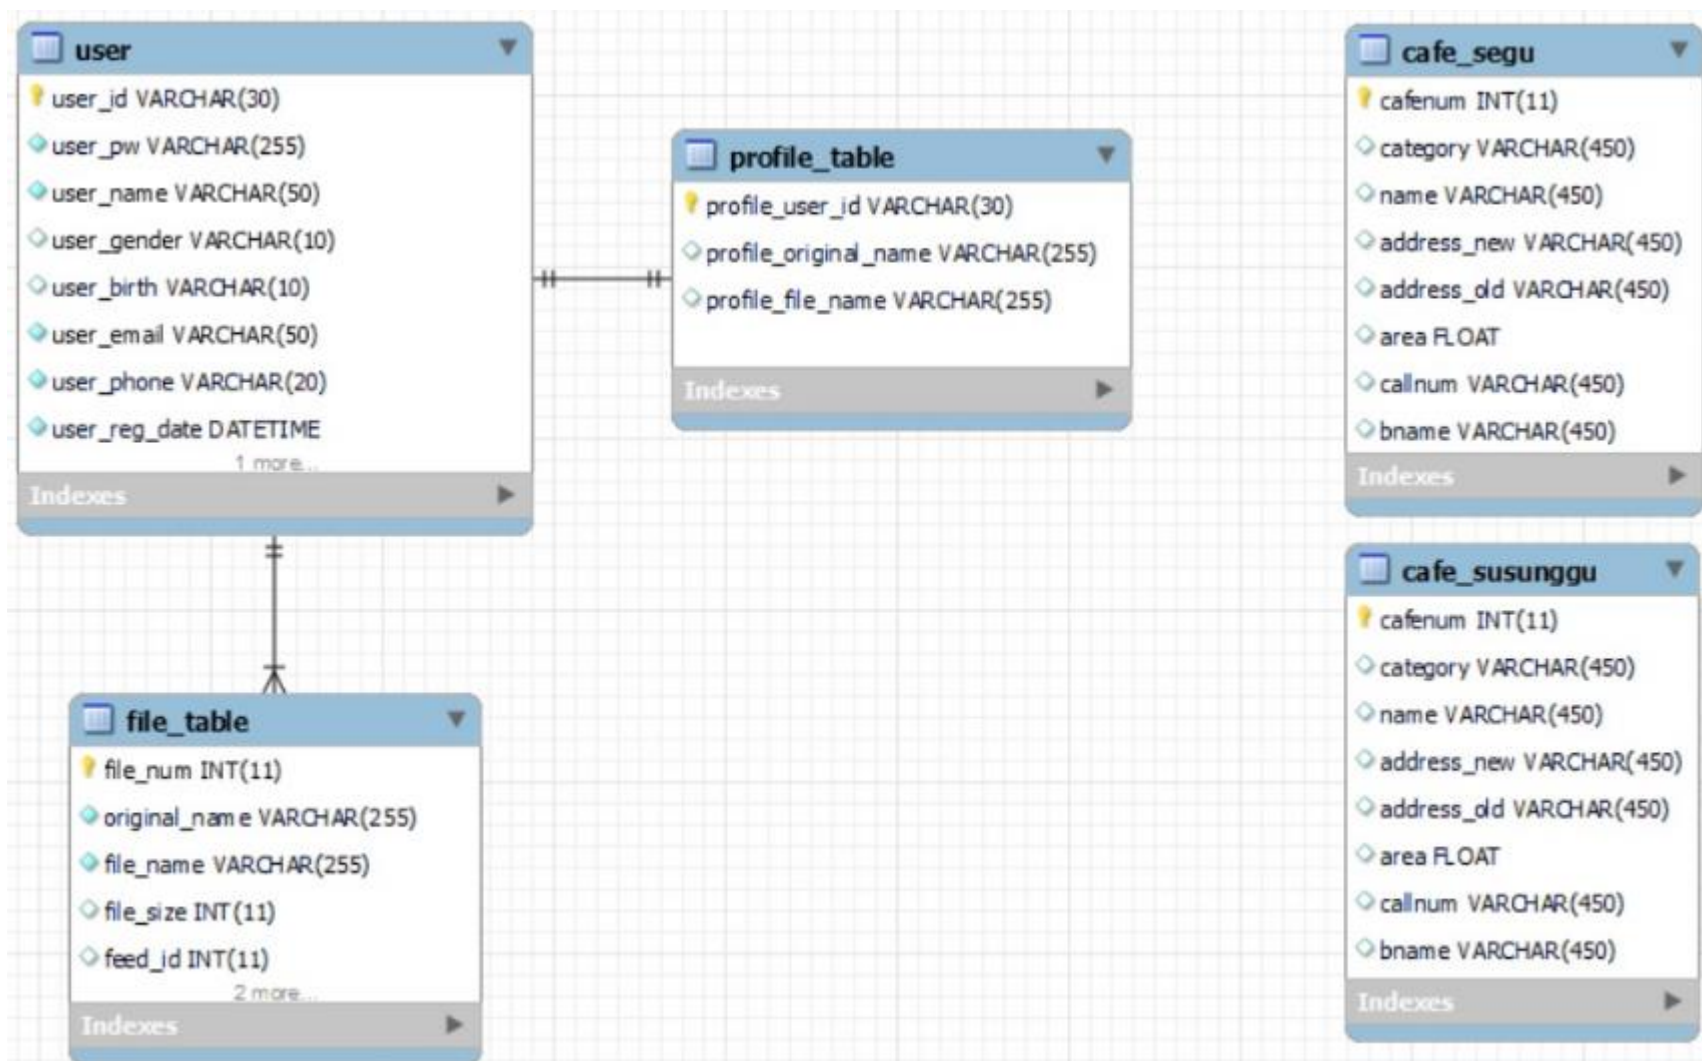 user
user_id VARCHAR(30)
user_pw VARCHAR(255)
user_name VARCHAR(50)
user_gender VARCHAR(10)
user_birth VARCHAR(10)
user_email VARCHAR(50)
user_phone VARCHAR(20)
user_reg_date DATETIME
1 more...
Indexes
profile_table
profile_user_id VARCHAR(30)
profile_original_name VARCHAR(255)
profile_file_name VARCHAR(255)
Indexes
file_table
file_num INT(11)
original_name VARCHAR(255)
file_name VARCHAR(255)
file_size INT(11)
feed_id INT(11)
2 more...
Indexes
cafe_segu
cafenum INT(11)
category VARCHAR(450)
name VARCHAR(450)
address_new VARCHAR(450)
address_old VARCHAR(450)
area FLOAT
callnum VARCHAR(450)
bname VARCHAR(450)
Indexes
cafe_susunggu
cafenum INT(11)
category VARCHAR(450)
name VARCHAR(450)
address_new VARCHAR(450)
address_old VARCHAR(450)
area FLOAT
callnum VARCHAR(450)
bname VARCHAR(450)
Indexes